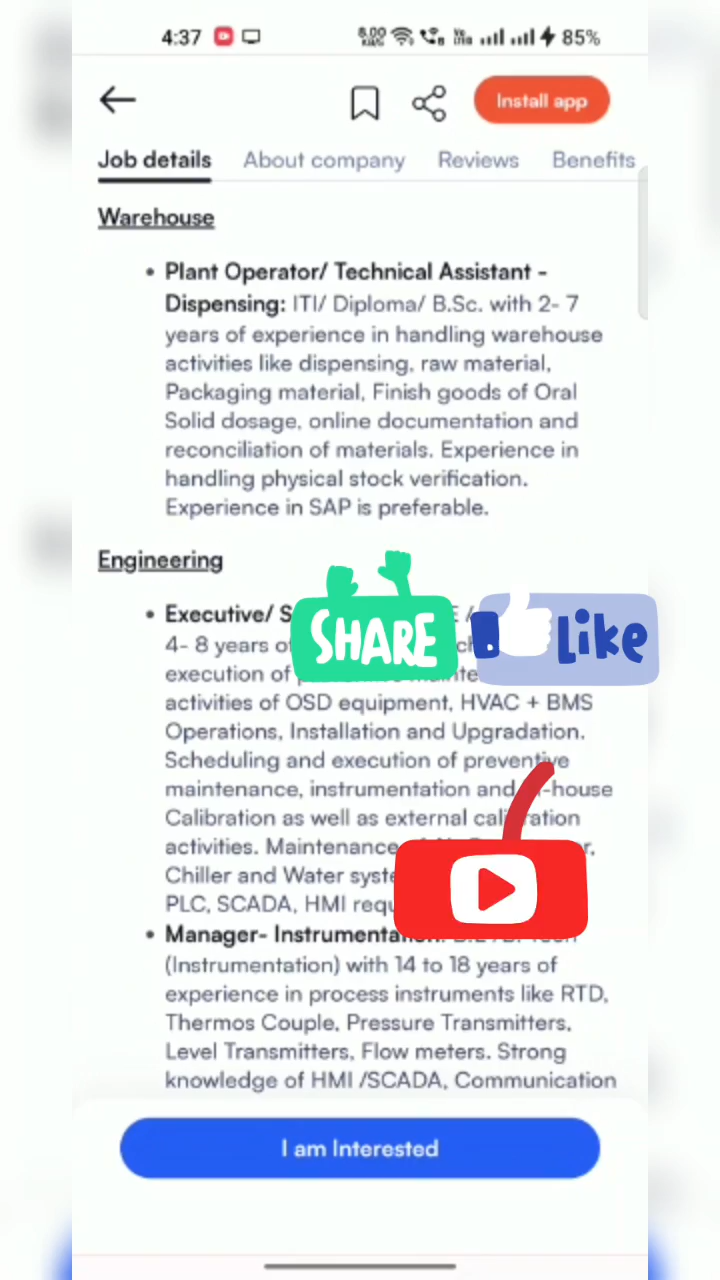 4:37
8.00 85%
Install app
Job details About company Reviews Benefits
Warehouse
• Plant Operator/ Technical Assistant -
Dispensing: ITI/ Diploma/ B.Sc. with 2- 7
years of experience in handling warehouse
activities like dispensing, raw material,
Packaging material, Finish goods of Oral
Solid dosage, online documentation and
reconciliation of materials. Experience in
handling physical stock verification.
Experience in SAP is preferable.
Engineering
• Executive/
4- 8 years
execution of
SHARE
Like
activities of OSD equipment, HVAC + BMS
Operations, Installation and Upgradation.
Scheduling and execution of preventive
maintenance, instrumentation and -house
Calibration as well as external calibration
activities. Maintenance
Chiller and Water
PLC, SCADA, HMI
• Manager- Instrumentation
(Instrumentation) with 14 to 18 years of
experience in process instruments like RTD,
Thermos Couple, Pressure Transmitters,
Level Transmitters, Flow meters. Strong
knowledge of HMI /SCADA, Communication
I am Interested